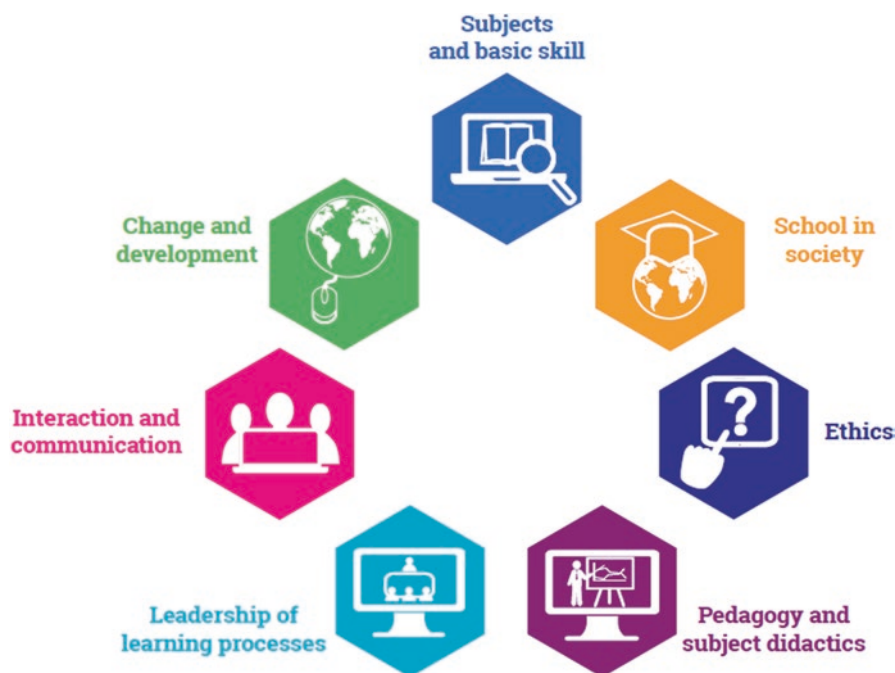 Subjects
and basic skill
School in
society
Ethics
Pedagogy and
subject didactics
Leadership of
learning processes
Interaction and
communication
Change and
development
?